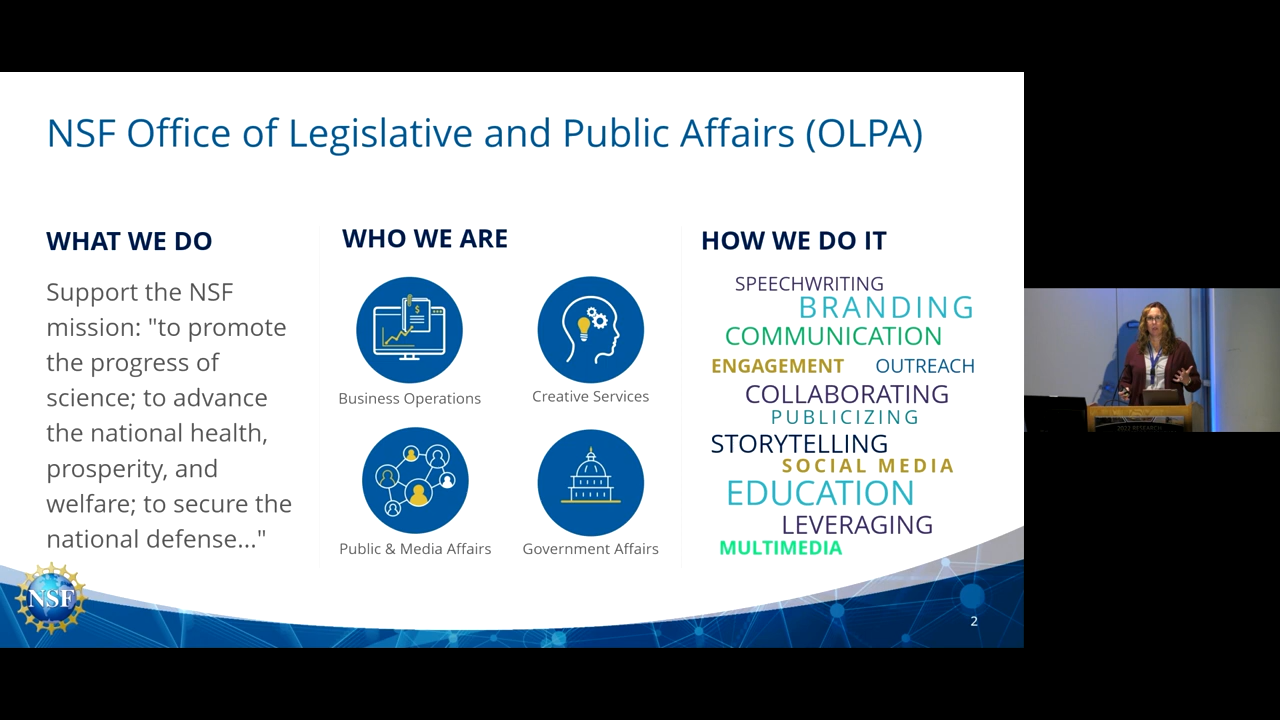 NSF Office of Legislative and Public Affairs (OLPA)
WHAT WE DO
Support the NSF
mission: "to promote
the progress of
science; to advance
the national health,
prosperity, and
welfare; to secure the
national defense..."
WHO WE ARE
Business Operations
Creative Services
Public & Media Affairs
Government Affairs
HOW WE DO IT
SPEECHWRITING
BRANDING
COMMUNICATION
ENGAGEMENT OUTREACH
COLLABORATING
PUBLICIZING
STORYTELLING
SOCIAL MEDIA
EDUCATION
LEVERAGING
MULTIMEDIA
NSF
2
2022 RESEARCH